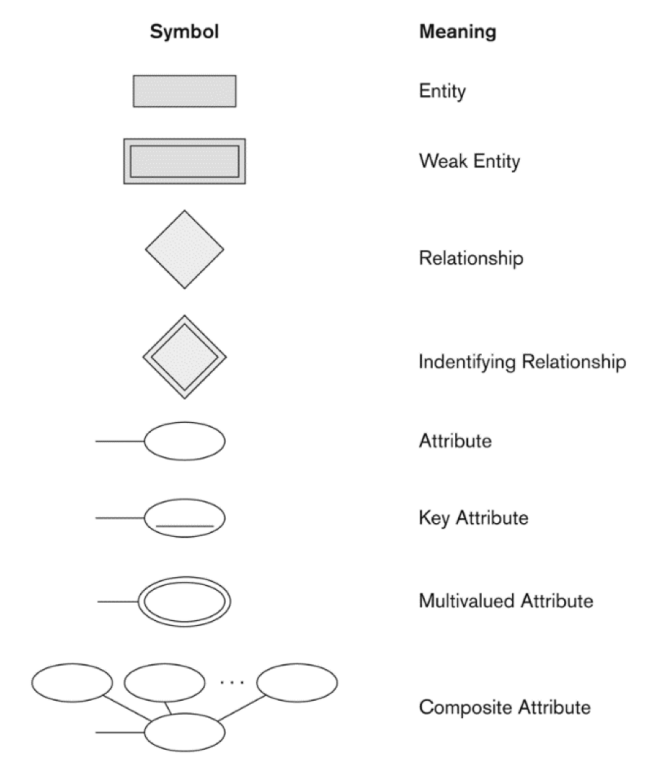 Symbol Meaning
Entity
Weak Entity
Relationship
Indentifying Relationship
Attribute
Key Attribute
Multivalued Attribute
. . .
Composite Attribute